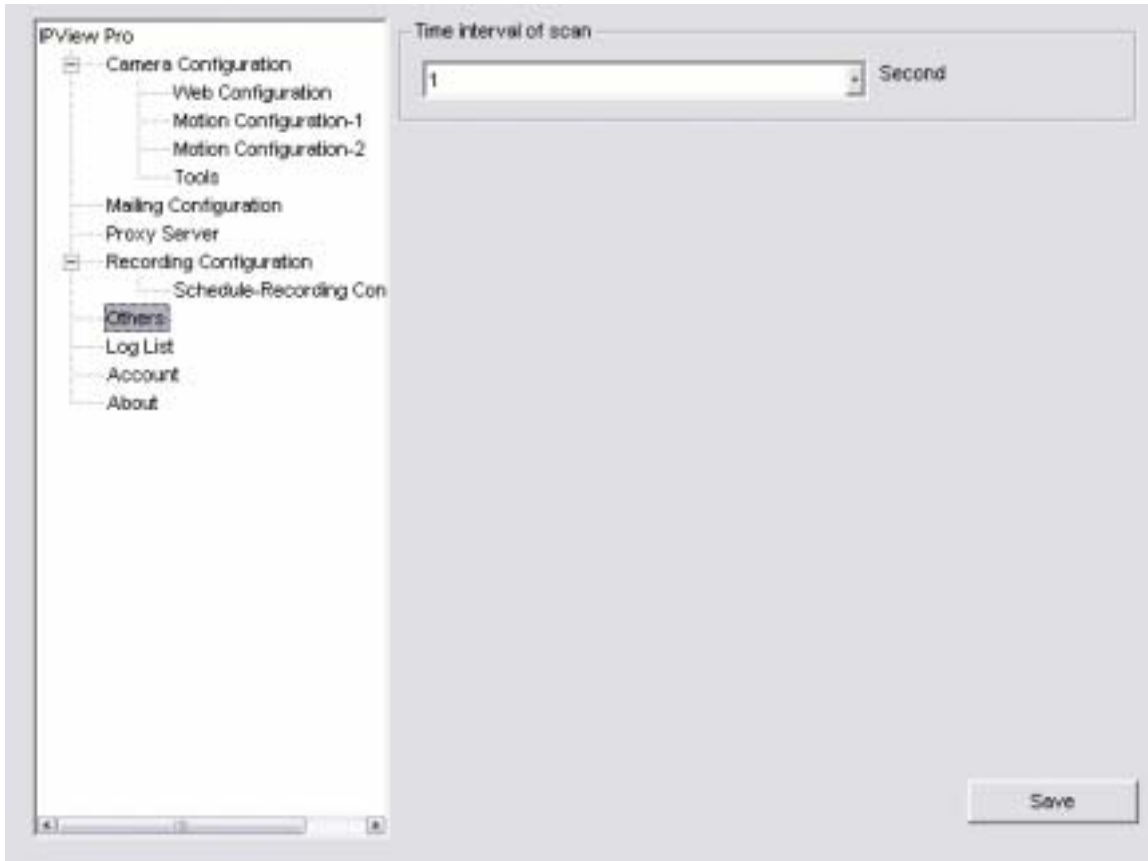 IPView Pro
Camera Configuration
Web Configuration
Motion Configuration-1
Motion Configuration-2
Tools
Mailing Configuration
Proxy Server
Recording Configuration
Schedule-Recording Con
Others
Log List
Account
About
Time interval of scan
1
Second
Save